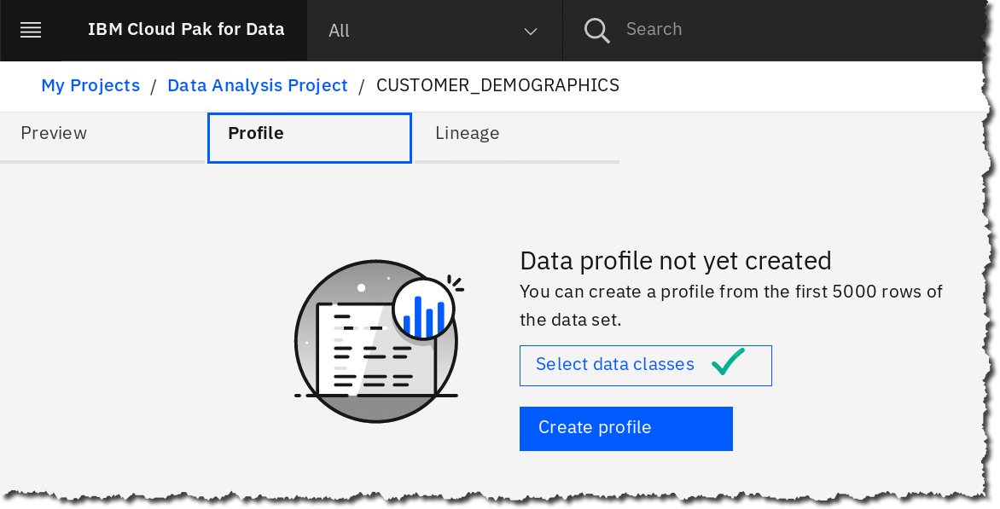 IBM Cloud Pak for Data All Search
My Projects / Data Analysis Project / CUSTOMER_DEMOGRAPHICS
Preview Profile Lineage
Data profile not yet created
You can create a profile from the first 5000 rows of
the data set.
Select data classes
Create profile